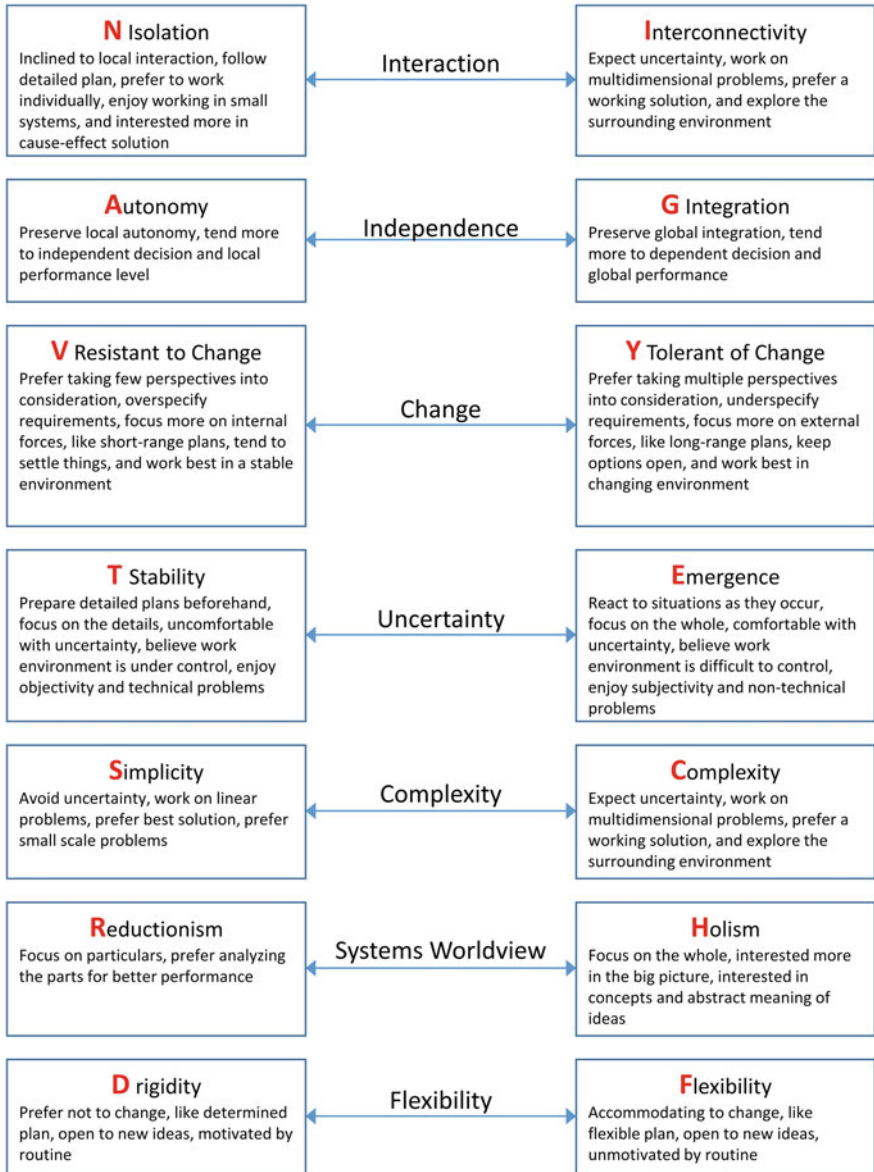 N Isolation
Inclined to local interaction, follow
detailed plan, prefer to work
individually, enjoy working in small
systems, and interested more in
cause-effect solution
Interaction
Interconnectivity
Expect uncertainty, work on
multidimensional problems, prefer a
working solution, and explore the
surrounding environment
Autonomy
Preserve local autonomy, tend more
to independent decision and local
performance level
Independence
G Integration
Preserve global integration, tend
more to dependent decision and
global performance
V Resistant to Change
Prefer taking few perspectives into
consideration, overspecify
requirements, focus more on internal
forces, like short-range plans, tend to
settle things, and work best in a stable
environment
Change
Y Tolerant of Change
Prefer taking multiple perspectives
into consideration, underspecify
requirements, focus more on external
forces, like long-range plans, keep
options open, and work best in
changing environment
T Stability
Prepare detailed plans beforehand,
focus on the details, uncomfortable
with uncertainty, believe work
environment is under control, enjoy
objectivity and technical problems
Uncertainty
Emergence
React to situations as they occur,
focus on the whole, comfortable with
uncertainty, believe work
environment is difficult to control,
enjoy subjectivity and non-technical
problems
Simplicity
Avoid uncertainty, work on linear
problems, prefer best solution, prefer
small scale problems
Complexity
Complexity
Expect uncertainty, work on
multidimensional problems, prefer a
working solution, and explore the
surrounding environment
Reductionism
Focus on particulars, prefer analyzing
the parts for better performance
Systems Worldview
Holism
Focus on the whole, interested more
in the big picture, interested in
concepts and abstract meaning of
ideas
D rigidity
Prefer not to change, like determined
plan, open to new ideas, motivated by
routine
Flexibility
Flexibility
Accommodating to change, like
flexible plan, open to new ideas,
unmotivated by routine